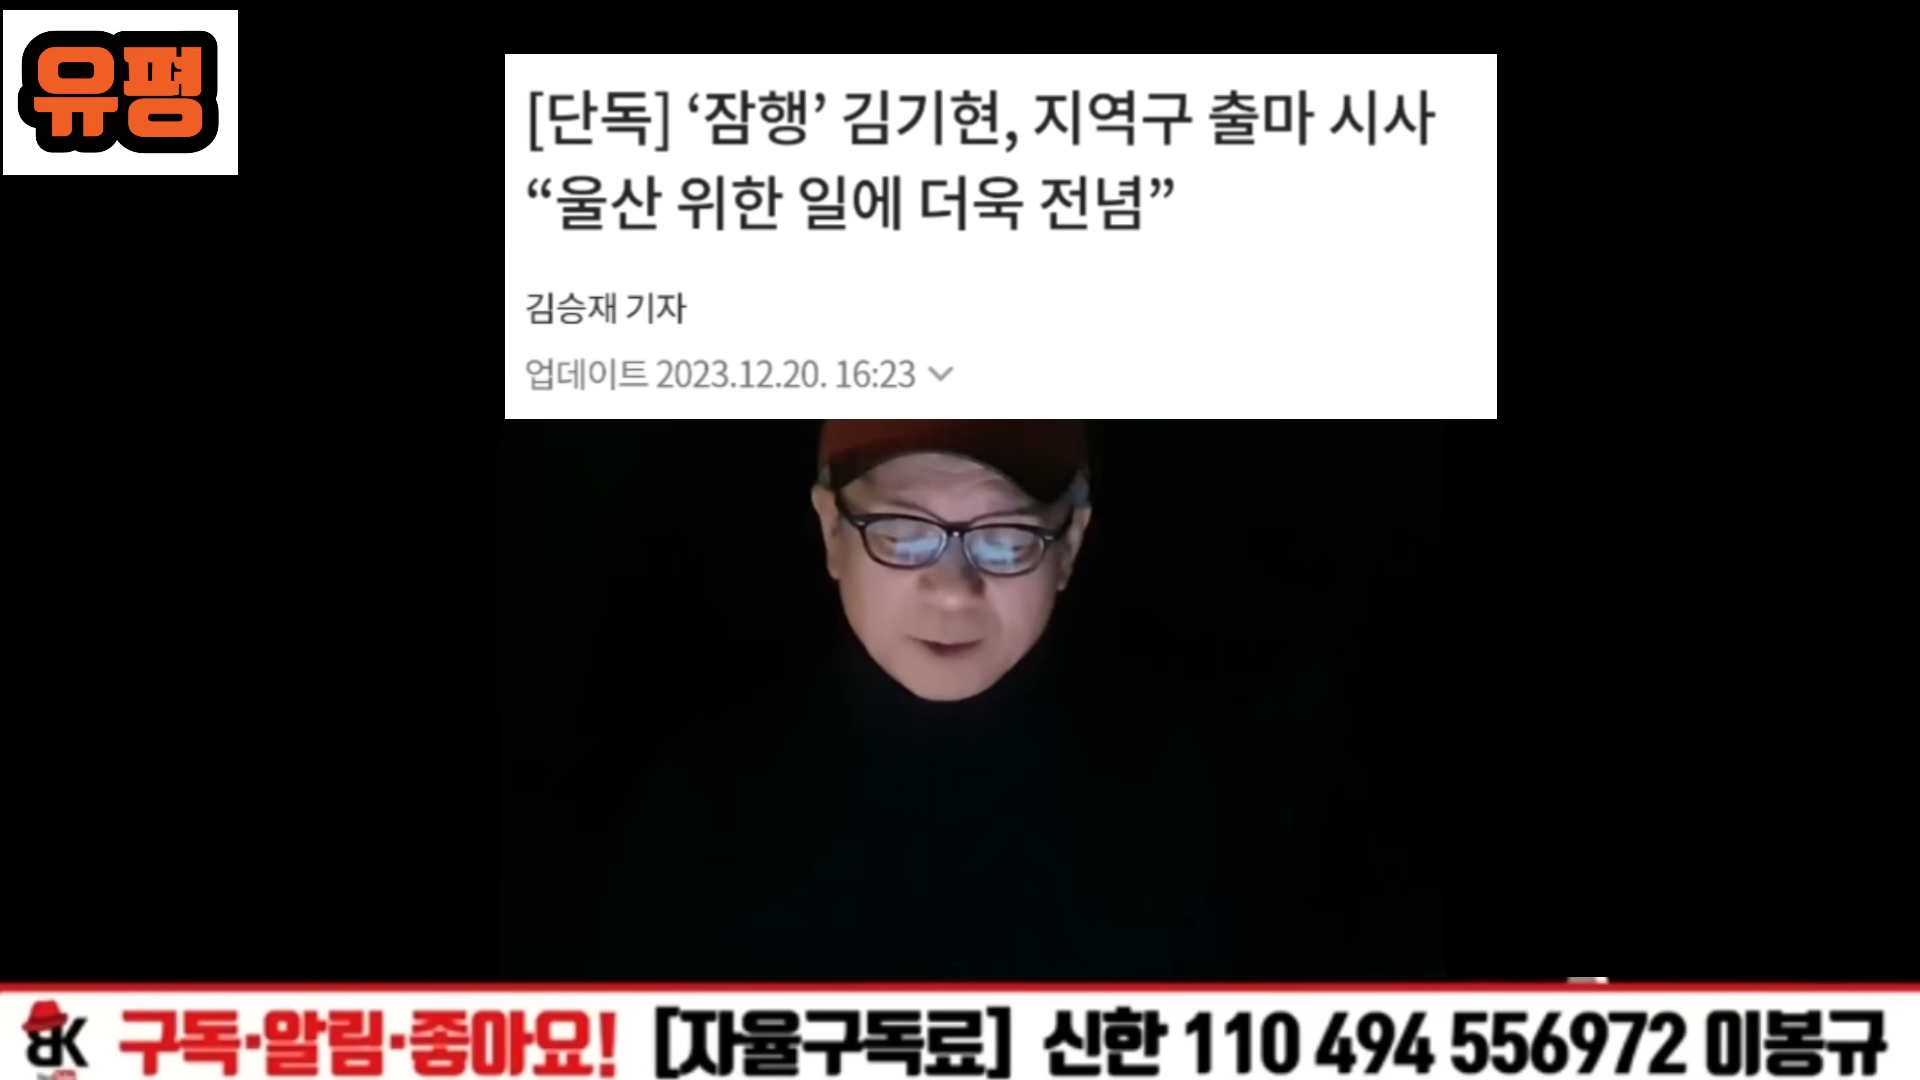 유평
[단독] ‘잠행’ 김기현, 지역구 출마 시사
“울산 위한 일에 더욱 전념”
김승재 기자
업데이트 2023.12.20. 16:23
BK 구독·알림·좋아요! [자율구독료] 신한 110 494 556972 이봉규